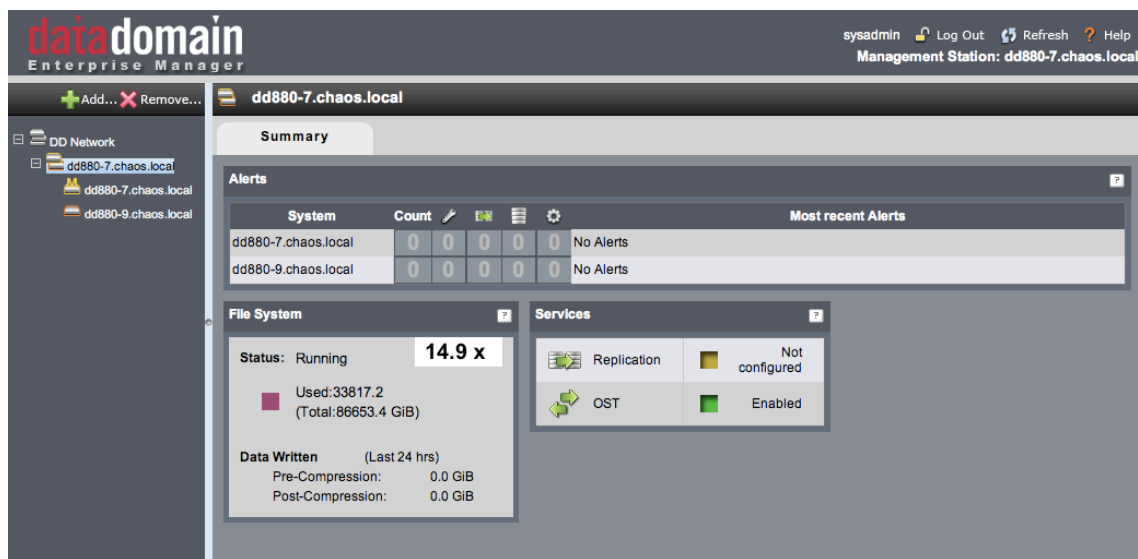 datadomain
Enterprise Manager
sysadmin Log Out Refresh ? Help
Management Station: dd880-7.chaos.local
Add... Remove...
dd880-7.chaos.local
DD Network
dd880-7.chaos.local
dd880-7.chaos.local
dd880-9.chaos.local
Summary
Alerts ?
System Count Most recent Alerts
dd880-7.chaos.local 0 0 0 0 0 No Alerts
dd880-9.chaos.local 0 0 0 0 0 No Alerts
File System ?
Status: Running 14.9 x
Used:33817.2
(Total:86653.4 GiB)
Data Written (Last 24 hrs)
Pre-Compression: 0.0 GiB
Post-Compression: 0.0 GiB
Services ?
Replication Not configured
OST Enabled